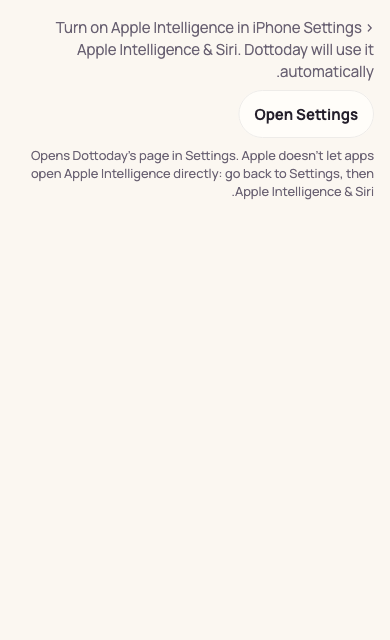 Turn on Apple Intelligence in iPhone Settings >
Apple Intelligence & Siri. Dottoday will use it
.automatically
Open Settings
Opens Dottoday's page in Settings. Apple doesn't let apps
open Apple Intelligence directly: go back to Settings, then
.Apple Intelligence & Siri